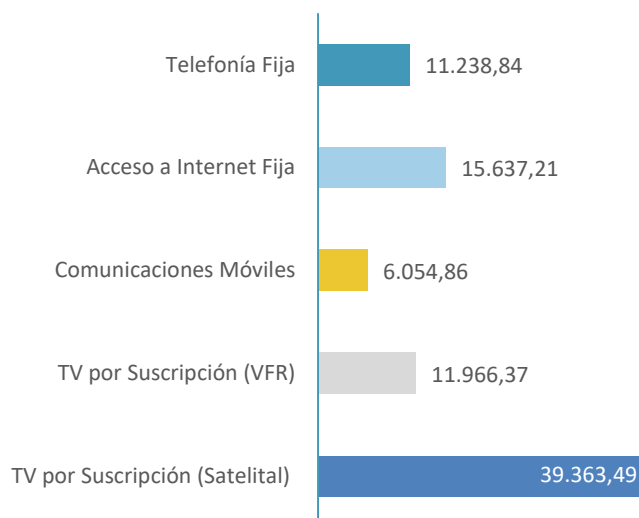 Telefonía Fija 11.238,84
Acceso a Internet Fija 15.637,21
Comunicaciones Móviles 6.054,86
TV por Suscripción (VFR) 11.966,37
TV por Suscripción (Satelital) 39.363,49